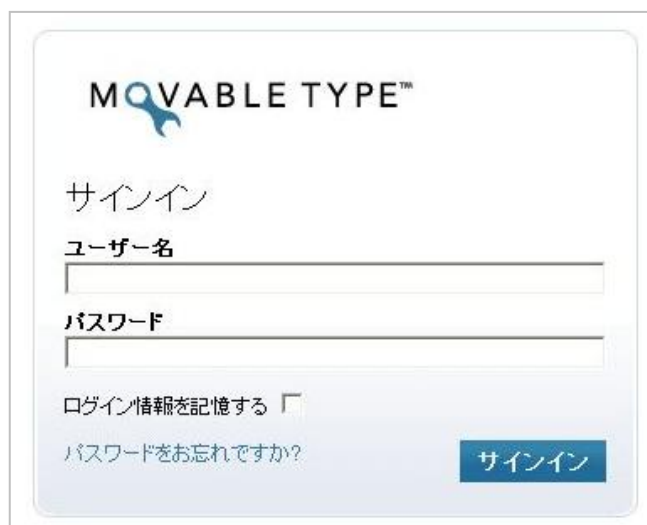 MOVABLE TYPE™
サインイン
ユーザー名
パスワード
ログイン情報を記憶する
パスワードをお忘れですか?
サインイン